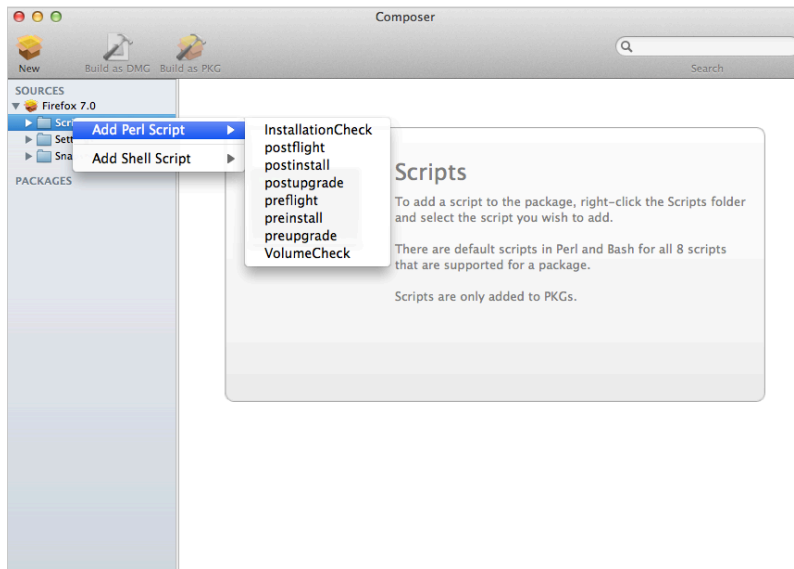 Composer
New
Build as DMG
Build as PKG
Search
SOURCES
Firefox 7.0
Scr
Sett
Sna
PACKAGES
Add Perl Script
Add Shell Script
InstallationCheck
postflight
postinstall
postupgrade
preflight
preinstall
preupgrade
VolumeCheck
Scripts
To add a script to the package, right-click the Scripts folder
and select the script you wish to add.
There are default scripts in Perl and Bash for all 8 scripts
that are supported for a package.
Scripts are only added to PKGs.